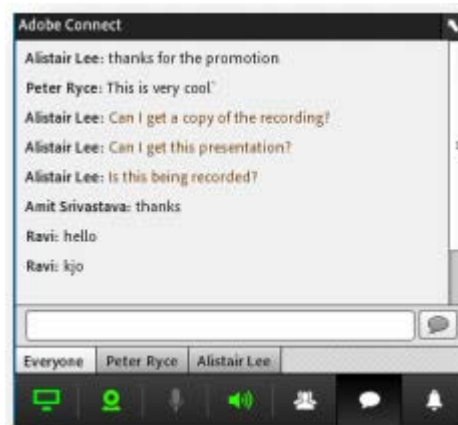 Adobe Connect
Alistair Lee: thanks for the promotion
Peter Ryce: This is very cool`
Alistair Lee: Can I get a copy of the recording?
Alistair Lee: Can I get this presentation?
Alistair Lee: Is this being recorded?
Amit Srivastava: thanks
Ravi: hello
Ravi: kjo
Everyone Peter Ryce Alistair Lee